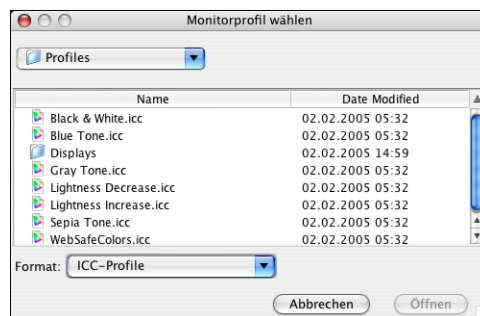 Monitorprofil wählen
Profiles
Name Date Modified
Black & White.icc 02.02.2005 05:32
Blue Tone.icc 02.02.2005 05:32
Displays 02.02.2005 14:59
Gray Tone.icc 02.02.2005 05:32
Lightness Decrease.icc 02.02.2005 05:32
Lightness Increase.icc 02.02.2005 05:32
Sepia Tone.icc 02.02.2005 05:32
WebSafeColors.icc 02.02.2005 05:32
Format: ICC-Profile
Abbrechen Öffnen